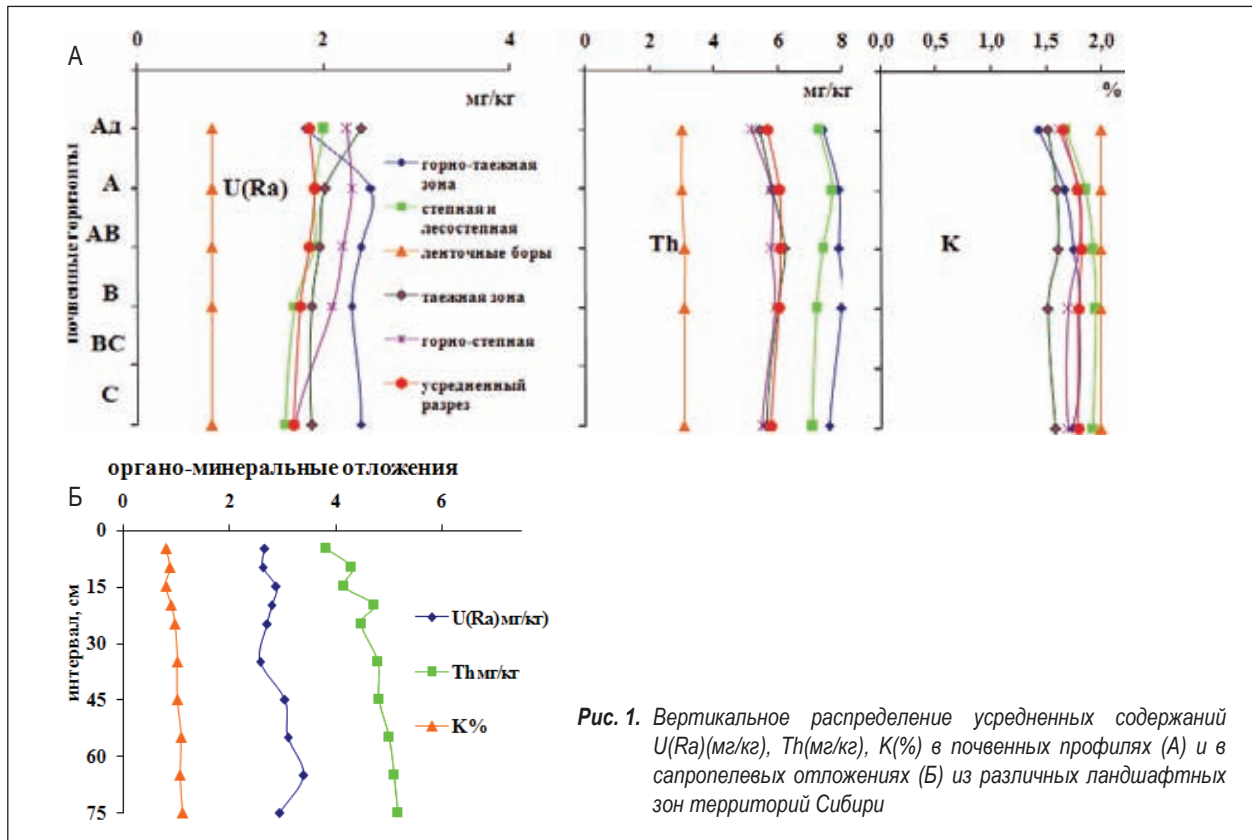 А
0 2 4
мг/кг
0 2 4 6 8
мг/кг
0,0 0,5 1,0 1,5 2,0
%
почвенные горизонты
Ад
А
АВ
В
ВС
С
U(Ra)
Th
K
горно-таежная
зона
степная и
лесостепная
ленточные боры
таежная зона
горно-степная
усредненный
разрез
органо-минеральные отложения
Б
0 2 4 6
интервал, см
0
15
30
45
60
75
U(Ra)мг/кг)
Th мг/кг
K%
Рис. 1. Вертикальное распределение усредненных содержаний
U(Ra)(мг/кг), Th(мг/кг), K(%) в почвенных профилях (А) и в
сапропелевых отложениях (Б) из различных ландшафтных
зон территорий Сибири